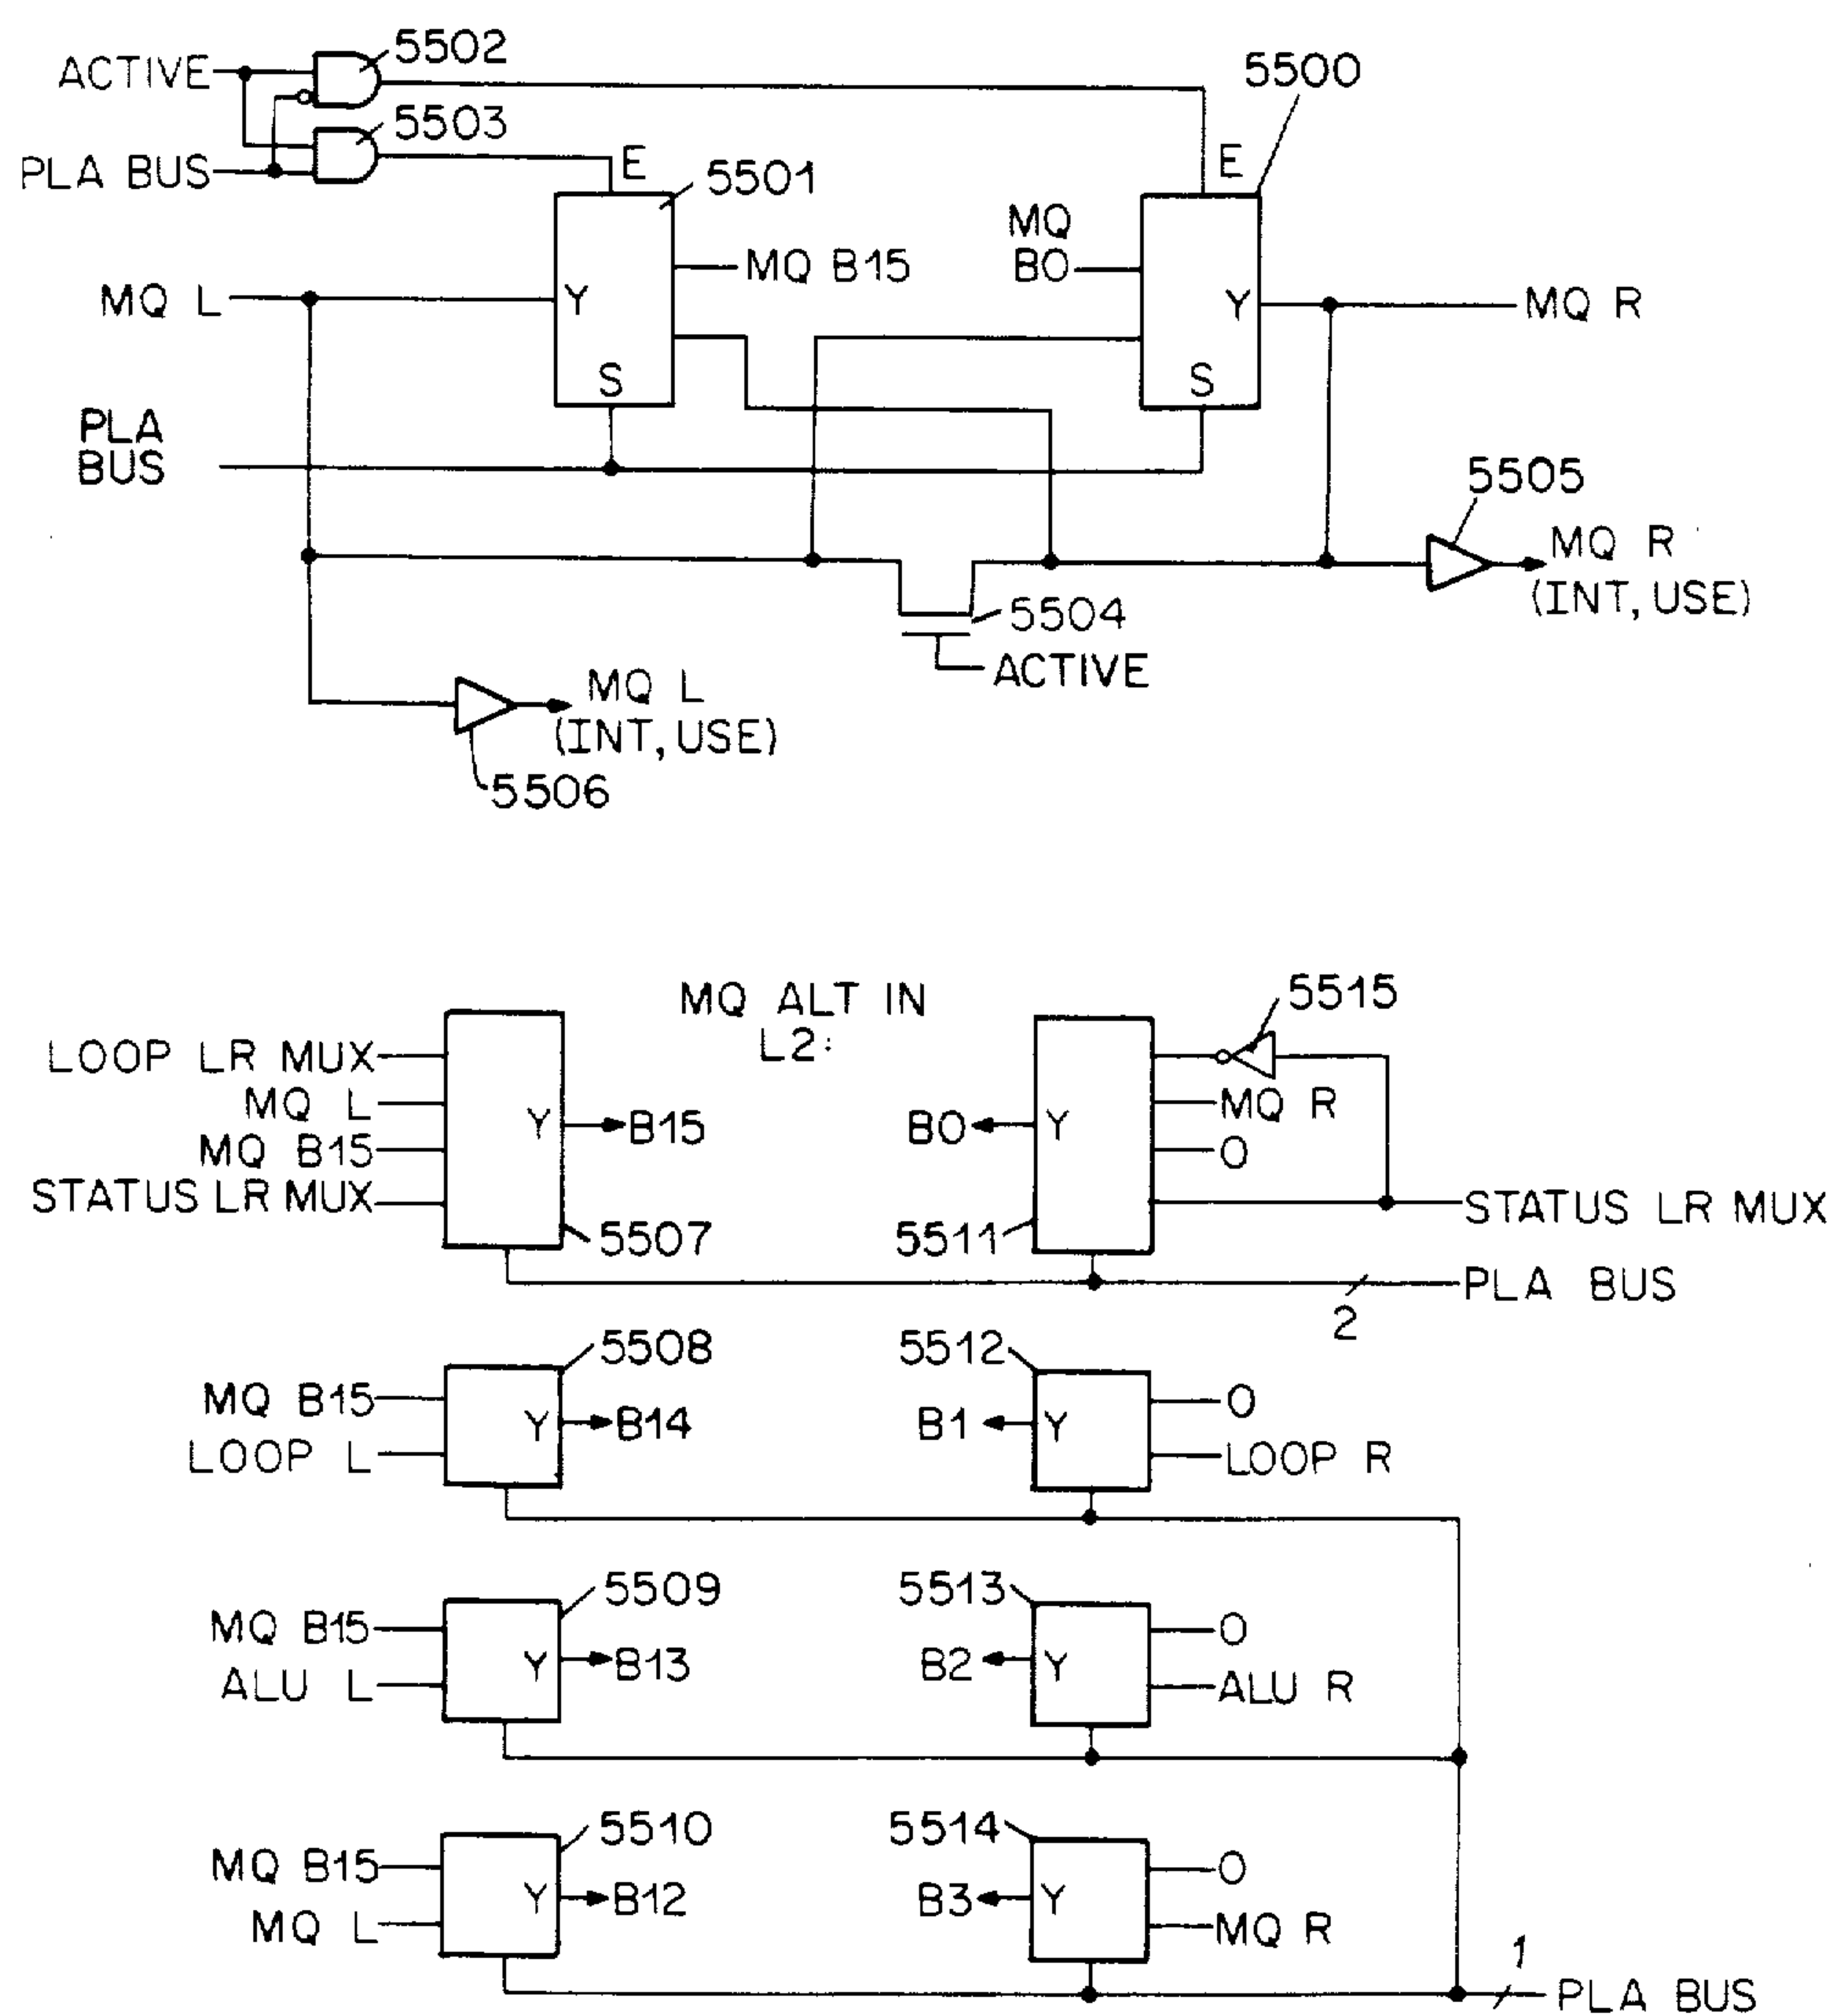 5502
ACTIVE
5500
5503
PLA BUS
E
E
5501
MQ
B0
MQ B15
MQ L
Y
Y
MQ R
S
S
PLA
BUS
5505
MQ R
(INT, USE)
5504
ACTIVE
MQ L
(INT, USE)
5506
MQ ALT IN
L2:
5515
LOOP LR MUX
MQ L
MQ R
Y
B15
B0
Y
MQ B15
0
STATUS LR MUX
STATUS LR MUX
5507
5511
PLA BUS
2
5508
5512
MQ B15
0
Y
B14
B1
Y
LOOP L
LOOP R
5509
5513
MQ B15
0
Y
B13
B2
Y
ALU L
ALU R
5510
5514
MQ B15
0
Y
B12
B3
Y
MQ L
MQ R
1
PLA BUS